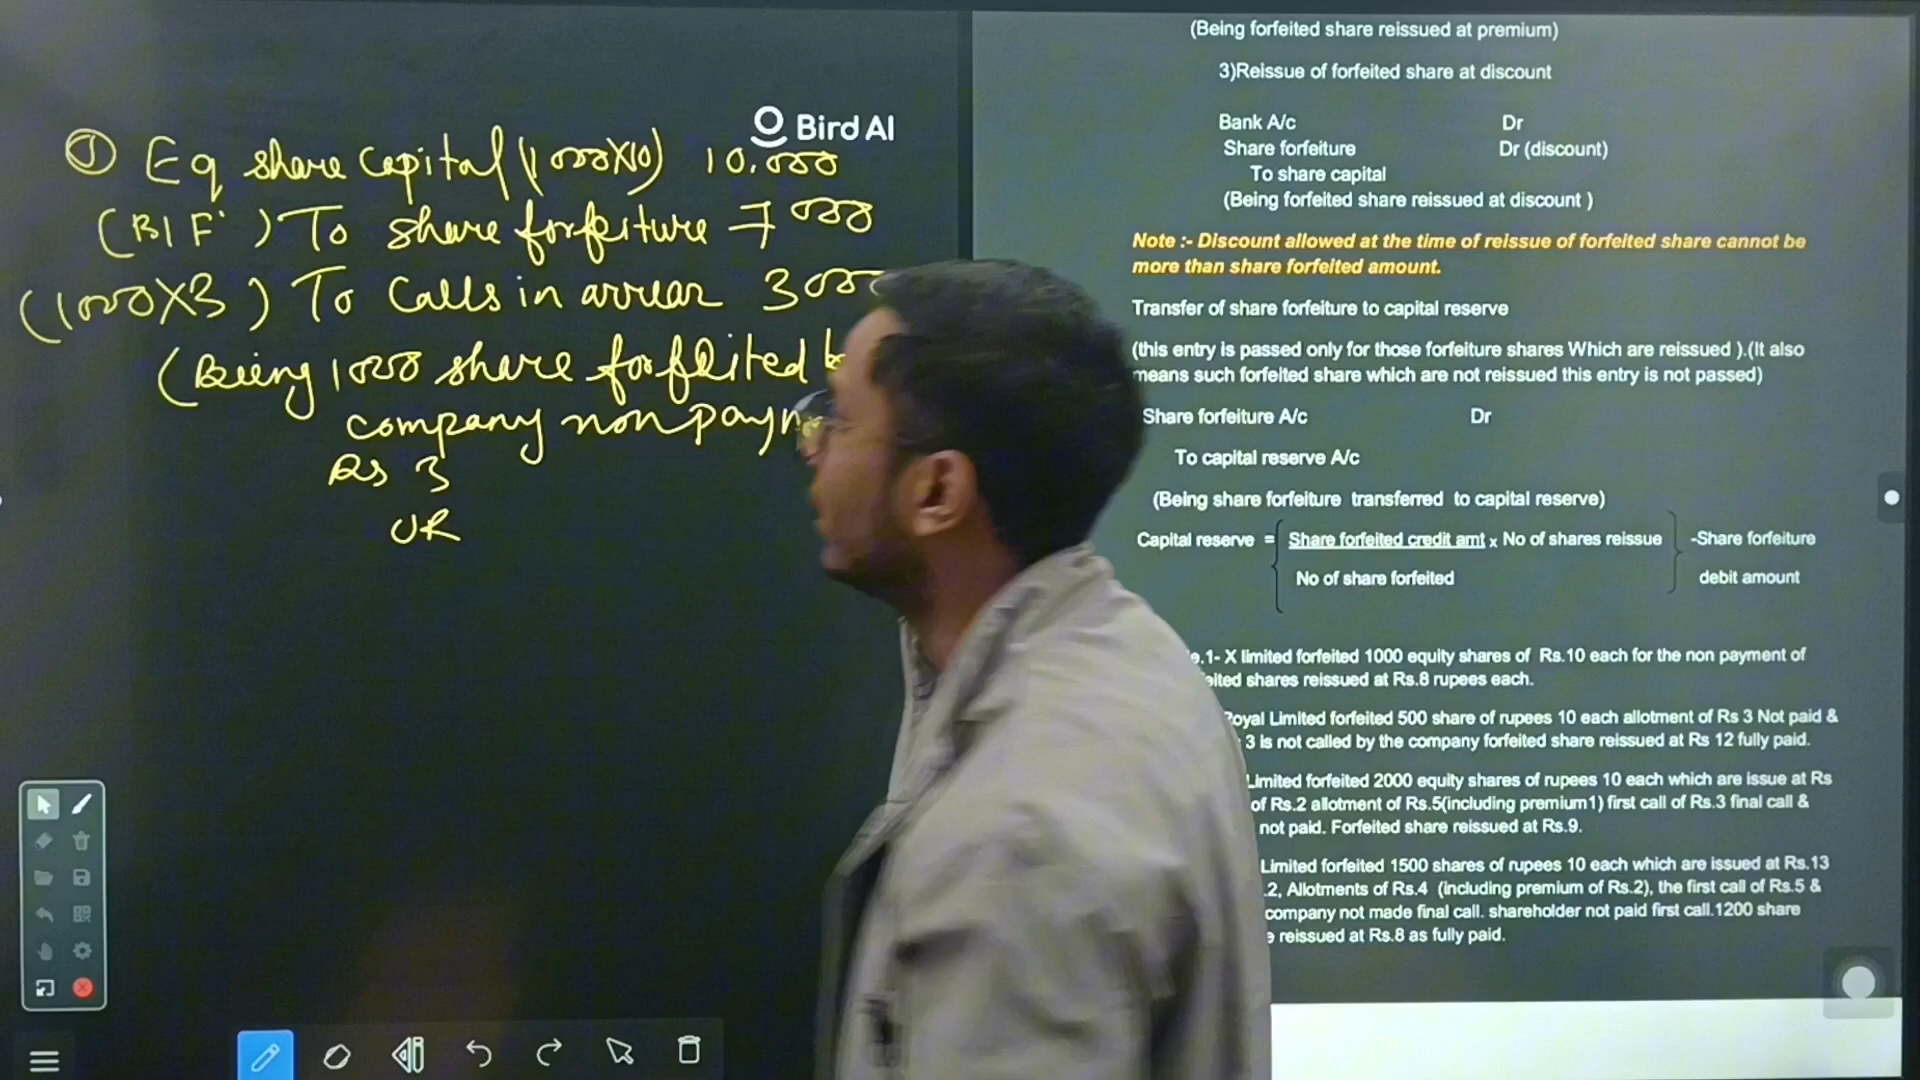 Bird AI
① Eq share capital (1000X10) 10,000
(BIF) To share forfeiture 7000
(1000X3) To Calls in arrear 3000
(Being 1000 share forfeited
company non
Rs 3
OR
(Being forfeited share reissued at premium)
3)Reissue of forfeited share at discount
Bank A/c Dr
Share forfeiture Dr (discount)
To share capital
(Being forfeited share reissued at discount )
Note :- Discount allowed at the time of reissue of forfeited share cannot be
more than share forfeited amount.
Transfer of share forfeiture to capital reserve
(this entry is passed only for those forfeiture shares Which are reissued ).(It also
means such forfeited share which are not reissued this entry is not passed)
Share forfeiture A/c Dr
To capital reserve A/c
(Being share forfeiture transferred to capital reserve)
Capital reserve = Share forfeited credit amt x No of shares reissue -Share forfeiture
No of share forfeited debit amount
.1- X limited forfeited 1000 equity shares of Rs.10 each for the non payment of
shares reissued at Rs.8 rupees each.
Royal Limited forfeited 500 share of rupees 10 each allotment of Rs 3 Not paid &
3 is not called by the company forfeited share reissued at Rs 12 fully paid.
Limited forfeited 2000 equity shares of rupees 10 each which are issue at Rs
of Rs.2 allotment of Rs.5(including premium1) first call of Rs.3 final call &
not paid. Forfeited share reissued at Rs.9.
Limited forfeited 1500 shares of rupees 10 each which are issued at Rs.13
.2, Allotments of Rs.4 (including premium of Rs.2), the first call of Rs.5 &
company not made final call. shareholder not paid first call.1200 share
reissued at Rs.8 as fully paid.